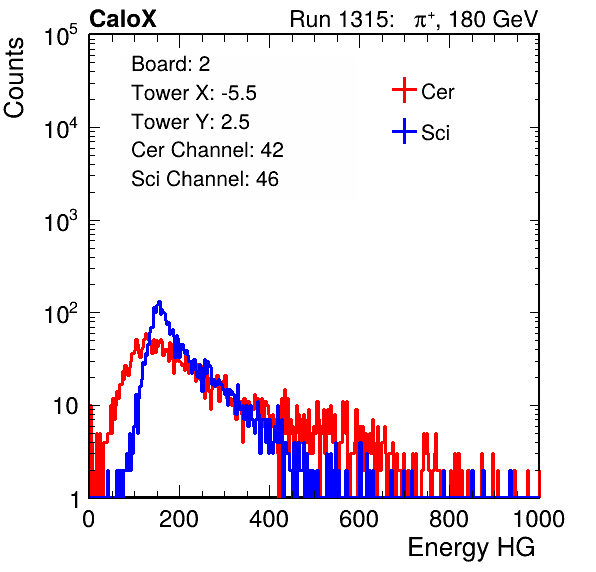 CaloX Run 1315: π⁺, 180 GeV
Counts
Board: 2
Tower X: -5.5
Tower Y: 2.5
Cer Channel: 42
Sci Channel: 46
Cer
Sci
10⁵
10⁴
10³
10²
10
1
0 200 400 600 800 1000
Energy HG